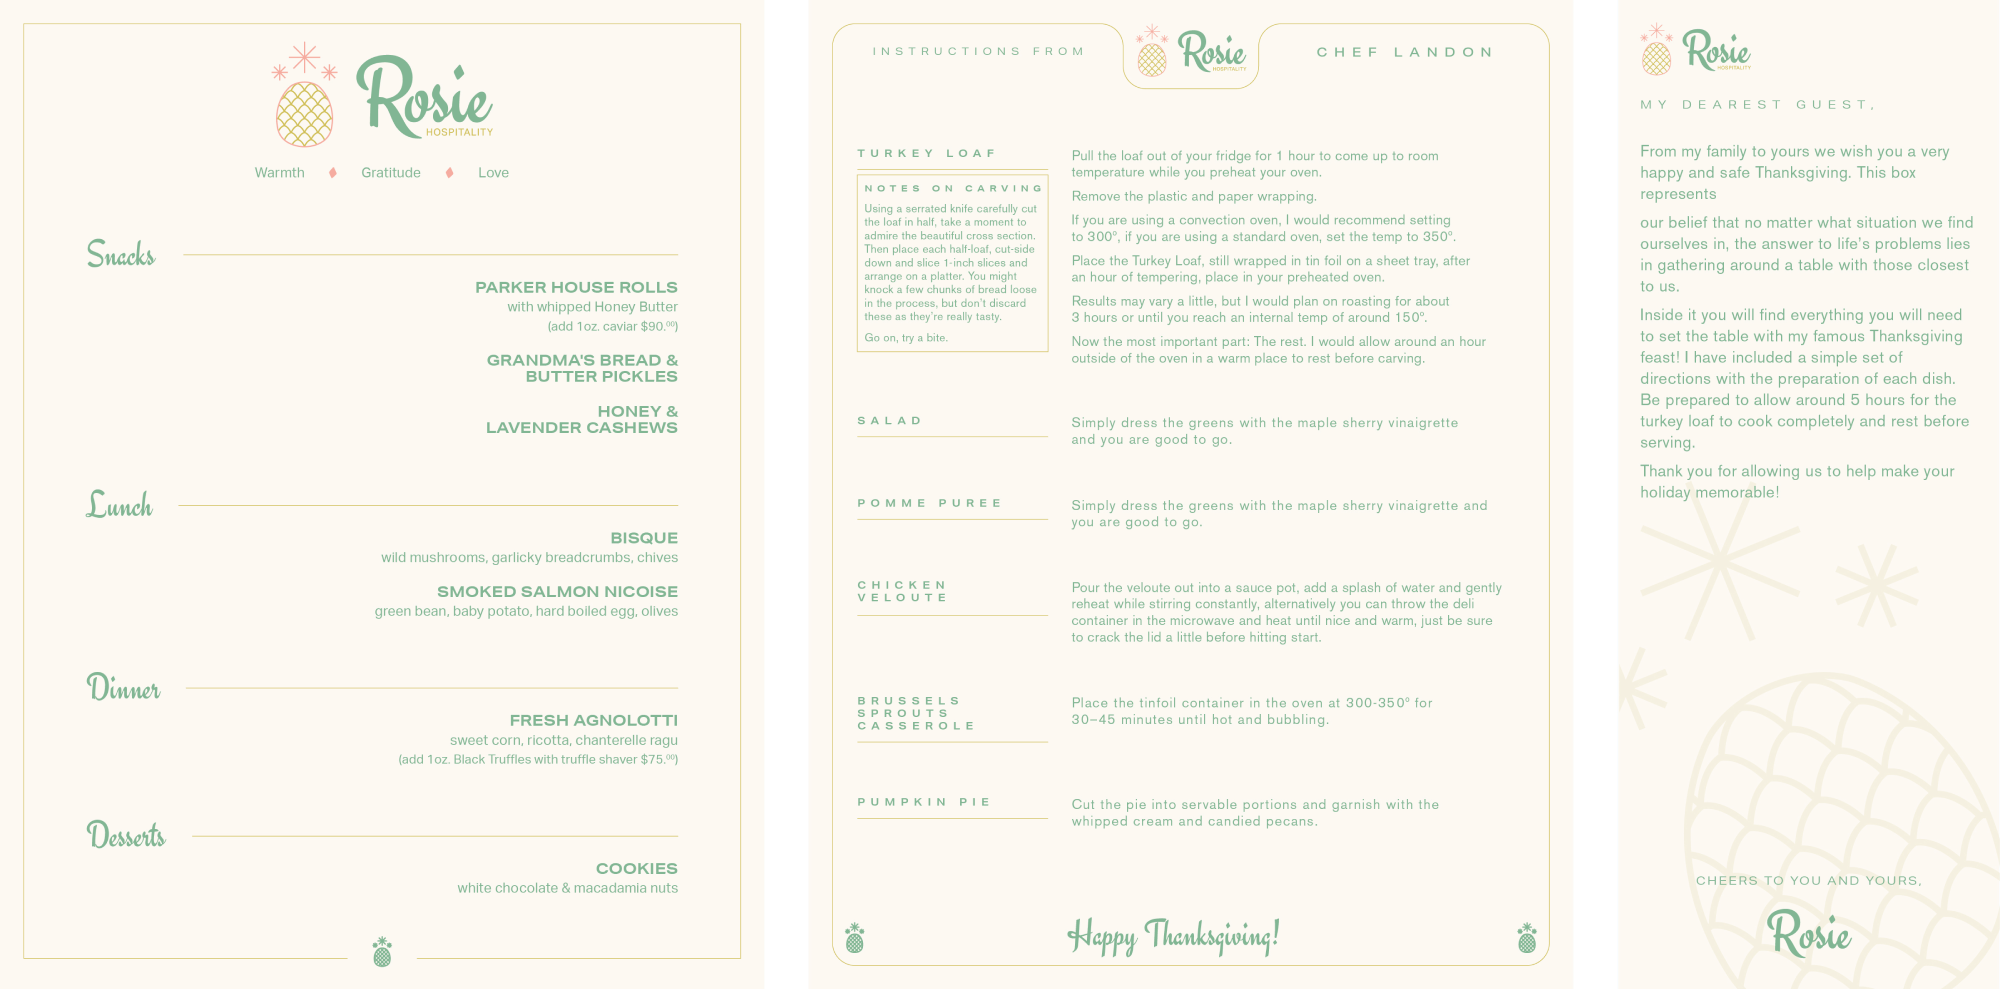 Rosie
HOSPITALITY
Warmth ♦ Gratitude ♦ Love
Snacks
PARKER HOUSE ROLLS
with whipped Honey Butter
(add 1oz. caviar $90.00)
GRANDMA'S BREAD &
BUTTER PICKLES
HONEY &
LAVENDER CASHEWS
Lunch
BISQUE
wild mushrooms, garlicky breadcrumbs, chives
SMOKED SALMON NICOISE
green bean, baby potato, hard boiled egg, olives
Dinner
FRESH AGNOLOTTI
sweet corn, ricotta, chanterelle ragu
(add 1oz. Black Truffles with truffle shaver $75.00)
Desserts
COOKIES
white chocolate & macadamia nuts
INSTRUCTIONS FROM
Rosie
HOSPITALITY
CHEF LANDON
TURKEY LOAF
NOTES ON CARVING
Using a serrated knife carefully cut
the loaf in half, take a moment to
admire the beautiful cross section.
Then place each half-loaf, cut-side
down and slice 1-inch slices and
arrange on a platter. You might
knock a few chunks of bread loose
in the process, but don't discard
these as they're really tasty.
Go on, try a bite.
Pull the loaf out of your fridge for 1 hour to come up to room
temperature while you preheat your oven.
Remove the plastic and paper wrapping.
If you are using a convection oven, I would recommend setting
to 300º, if you are using a standard oven, set the temp to 350º.
Place the Turkey Loaf, still wrapped in tin foil on a sheet tray, after
an hour of tempering, place in your preheated oven.
Results may vary a little, but I would plan on roasting for about
3 hours or until you reach an internal temp of around 150º.
Now the most important part: The rest. I would allow around an hour
outside of the oven in a warm place to rest before carving.
SALAD
Simply dress the greens with the maple sherry vinaigrette
and you are good to go.
POMME PUREE
Simply dress the greens with the maple sherry vinaigrette and
you are good to go.
CHICKEN
VELOUTE
Pour the veloute out into a sauce pot, add a splash of water and gently
reheat while stirring constantly, alternatively you can throw the deli
container in the microwave and heat until nice and warm, just be sure
to crack the lid a little before hitting start.
BRUSSELS
SPROUTS
CASSEROLE
Place the tinfoil container in the oven at 300-350º for
30–45 minutes until hot and bubbling.
PUMPKIN PIE
Cut the pie into servable portions and garnish with the
whipped cream and candied pecans.
Happy Thanksgiving!
Rosie
HOSPITALITY
MY DEAREST GUEST,
From my family to yours we wish you a very
happy and safe Thanksgiving. This box
represents
our belief that no matter what situation we find
ourselves in, the answer to life's problems lies
in gathering around a table with those closest
to us.
Inside it you will find everything you will need
to set the table with my famous Thanksgiving
feast! I have included a simple set of
directions with the preparation of each dish.
Be prepared to allow around 5 hours for the
turkey loaf to cook completely and rest before
serving.
Thank you for allowing us to help make your
holiday memorable!
CHEERS TO YOU AND YOURS,
Rosie